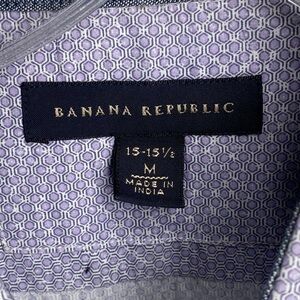 BANANA REPUBLIC
15-15½
M
MADE IN
INDIA